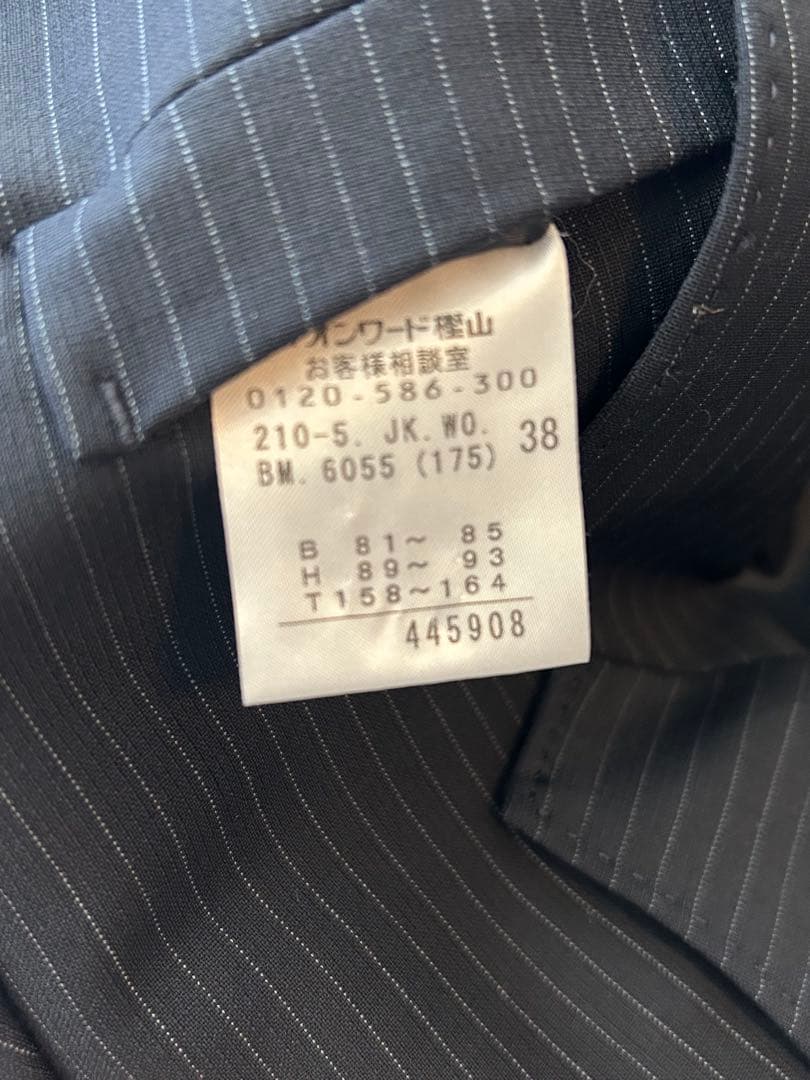 オンワード樫山
お客様相談室
0120-586-300
210-5. JK. WO. 38
BM. 6055 (175)
B 81~ 85
H 89~ 93
T 158~164
445908